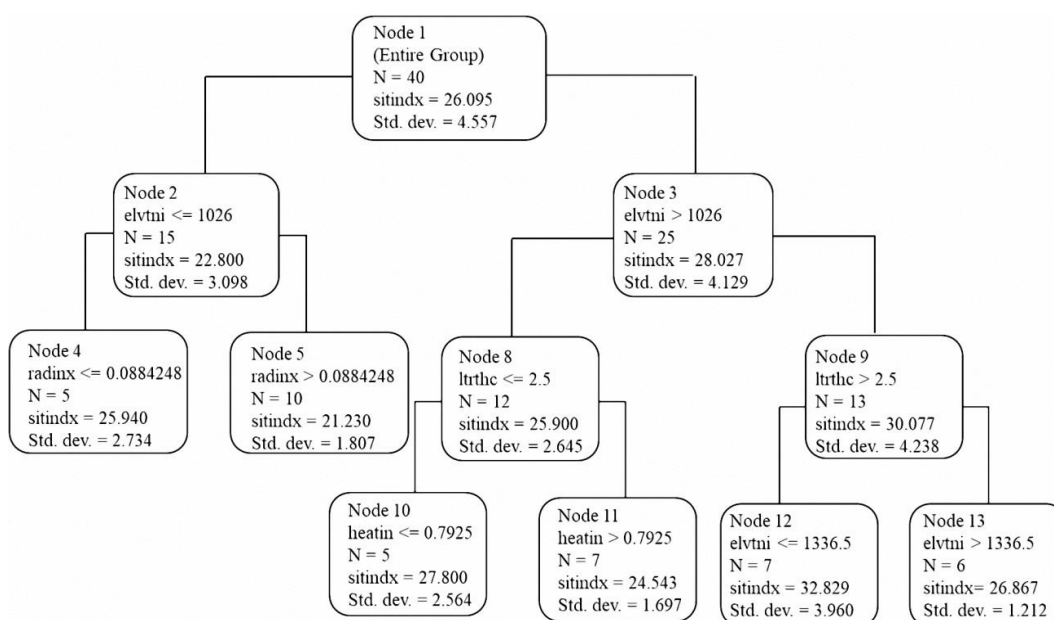 Node 1
(Entire Group)
N = 40
sitindx = 26.095
Std. dev. = 4.557
Node 2
elvtni <= 1026
N = 15
sitindx = 22.800
Std. dev. = 3.098
Node 3
elvtni > 1026
N = 25
sitindx = 28.027
Std. dev. = 4.129
Node 4
radinx <= 0.0884248
N = 5
sitindx = 25.940
Std. dev. = 2.734
Node 5
radinx > 0.0884248
N = 10
sitindx = 21.230
Std. dev. = 1.807
Node 8
ltrthc <= 2.5
N = 12
sitindx = 25.900
Std. dev. = 2.645
Node 9
ltrthc > 2.5
N = 13
sitindx = 30.077
Std. dev. = 4.238
Node 10
heatin <= 0.7925
N = 5
sitindx = 27.800
Std. dev. = 2.564
Node 11
heatin > 0.7925
N = 7
sitindx = 24.543
Std. dev. = 1.697
Node 12
elvtni <= 1336.5
N = 7
sitindx = 32.829
Std. dev. = 3.960
Node 13
elvtni > 1336.5
N = 6
sitindx= 26.867
Std. dev. = 1.212